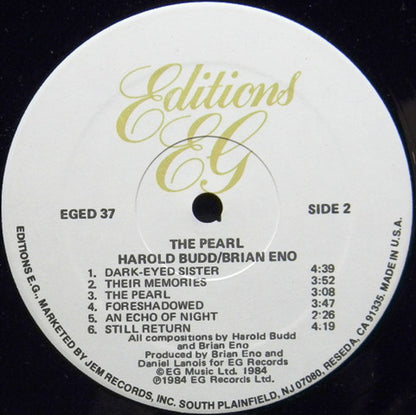 Editions
EG
EGED 37
SIDE 2
THE PEARL
HAROLD BUDD/BRIAN ENO
1. DARK-EYED SISTER 4:39
2. THEIR MEMORIES 3:52
3. THE PEARL 3:08
4. FORESHADOWED 3:47
5. AN ECHO OF NIGHT 2:26
6. STILL RETURN 4:19
All compositions by Harold Budd
and Brian Eno
Produced by Brian Eno and
Daniel Lanois for EG Records
© EG Music Ltd. 1984
℗1984 EG Records Ltd.
EDITIONS E.G., MARKETED BY JEM RECORDS, INC. SOUTH PLAINFIELD, NJ 07080, RESEDA, CA 91335. MADE IN U.S.A.